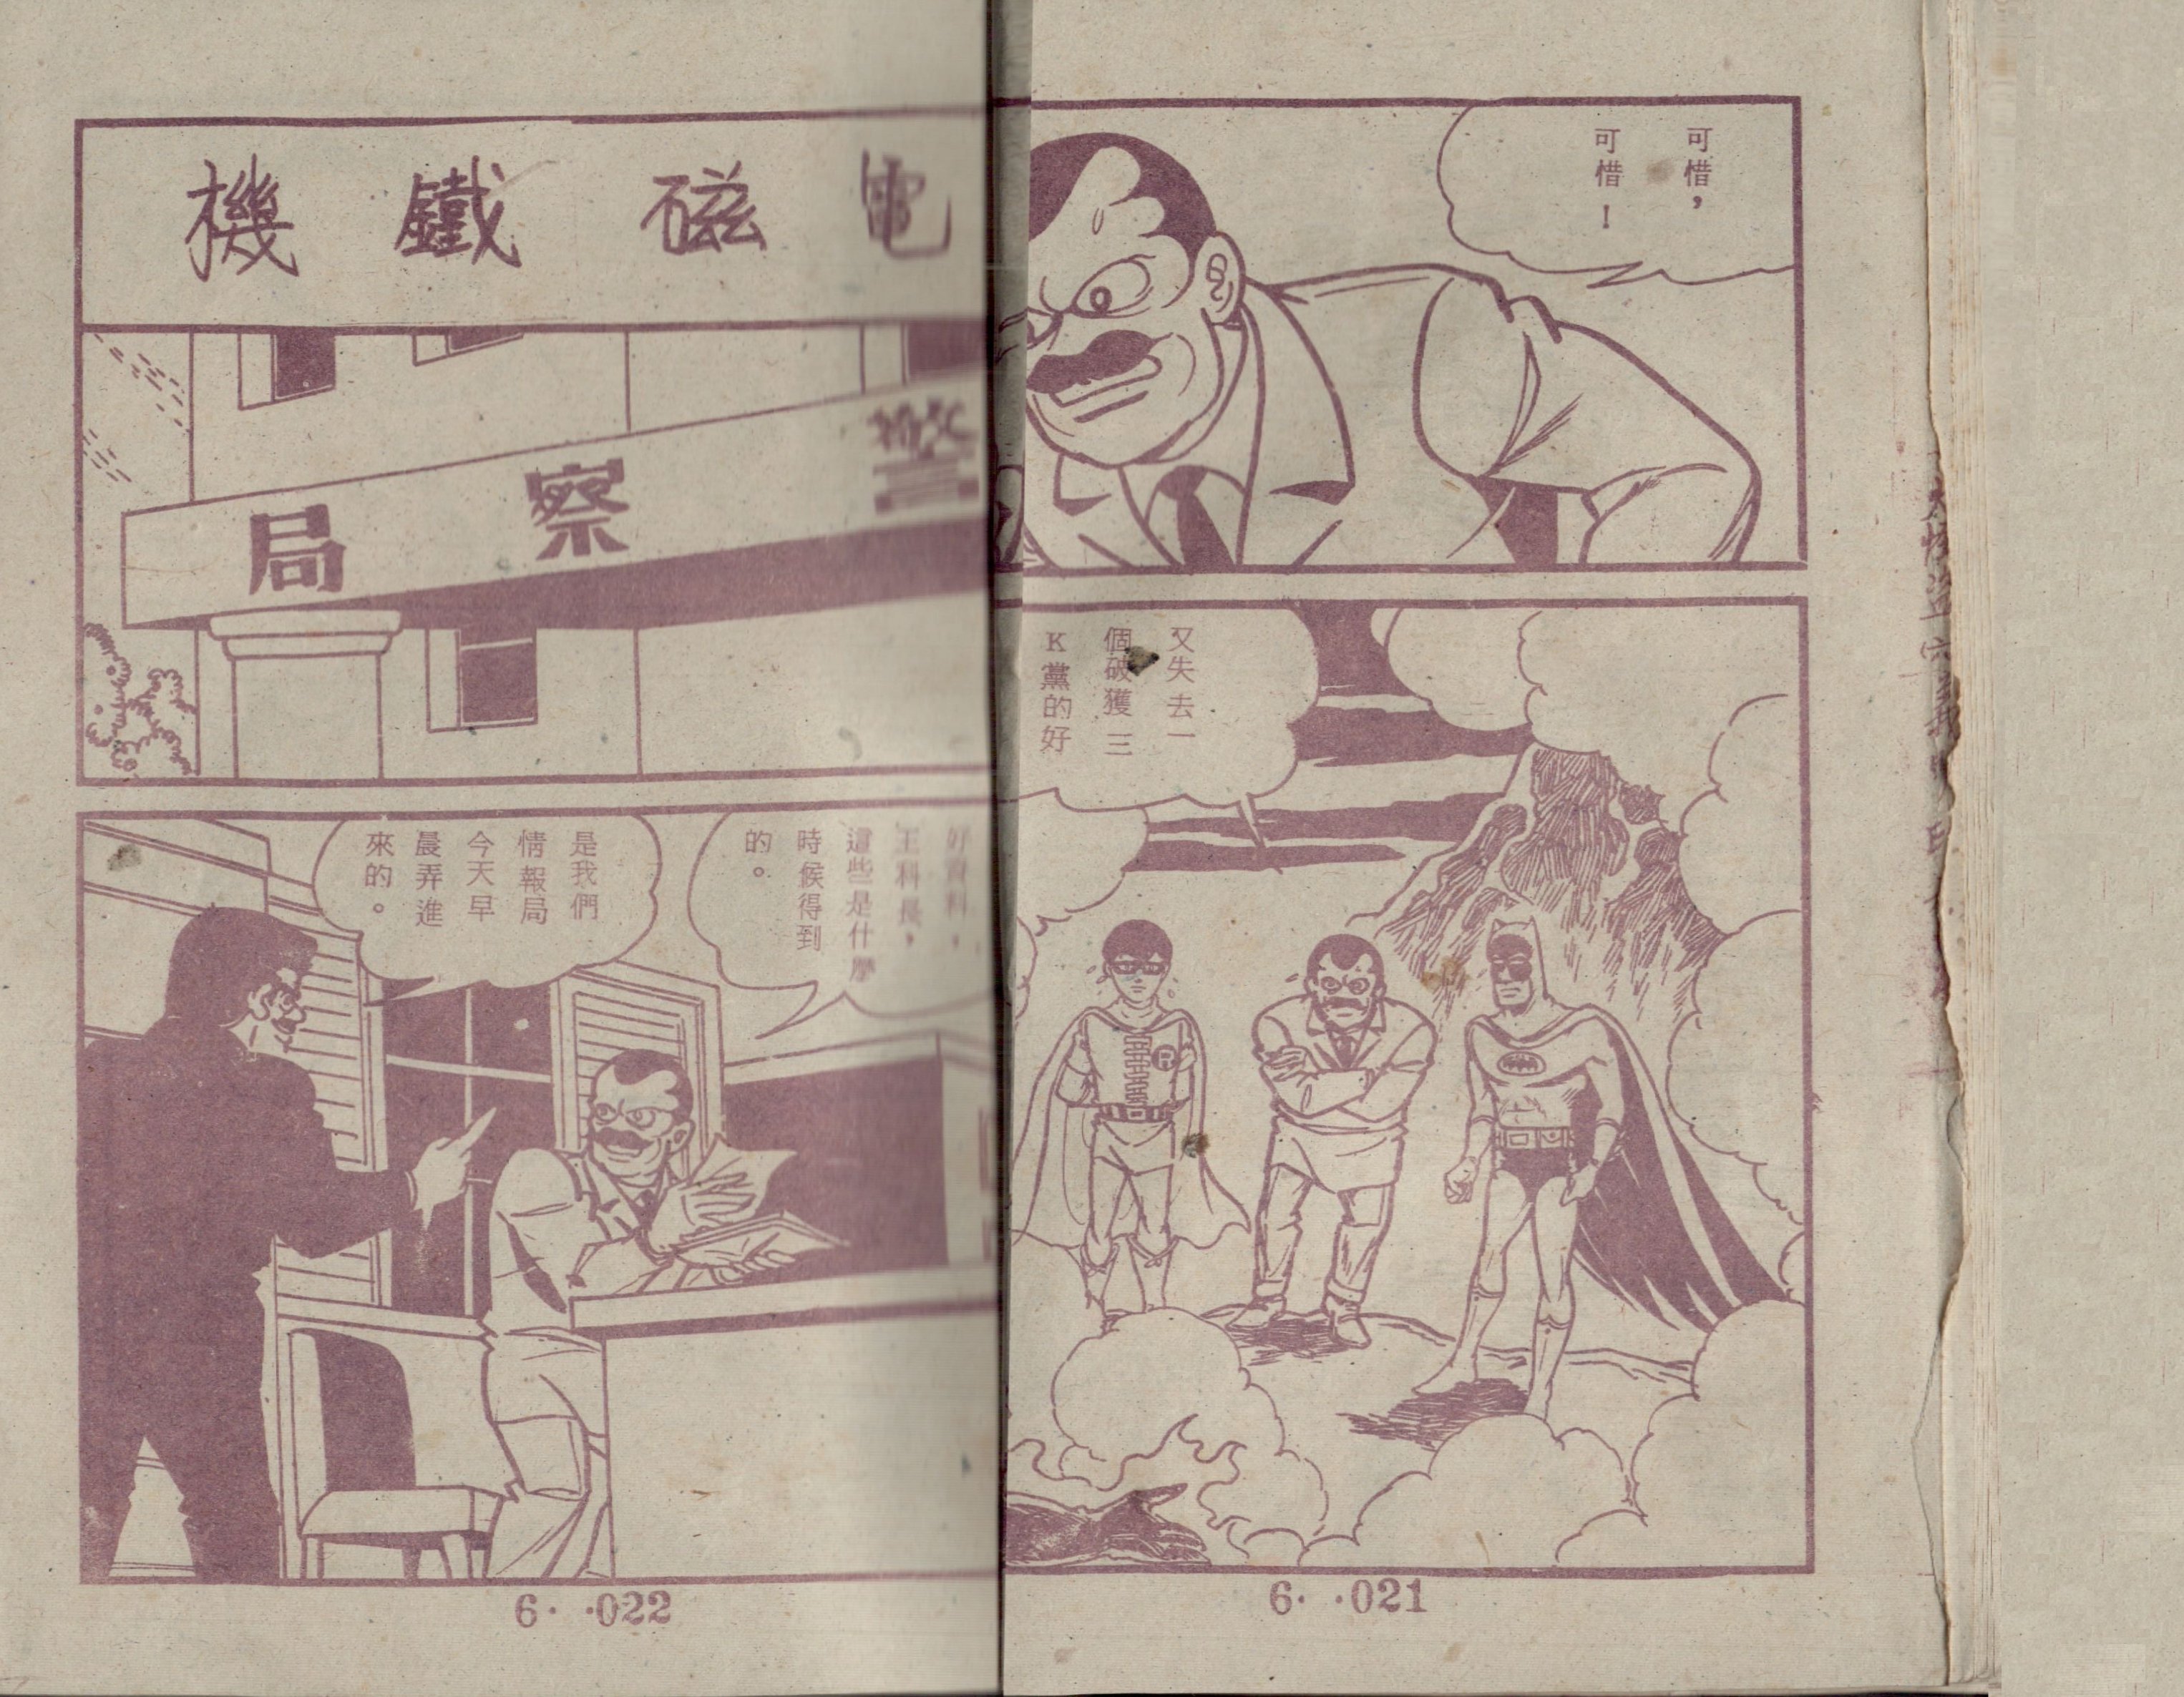 可惜，
可惜！
又失去一
個破獲三
K黨的好
R
6··021
電磁鐵機
警察局
好資料，
王科長，
這些是什麼
時候得到
的。
是我們
情報局
今天早
晨弄進
來的。
6··022